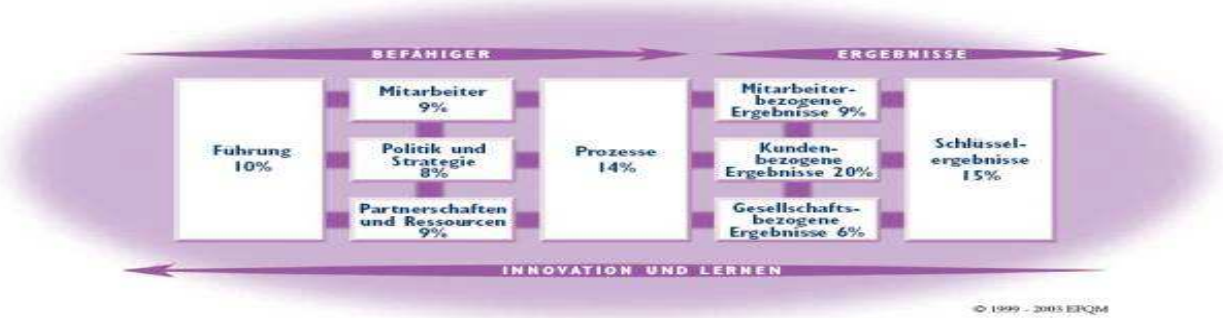 BEFÄHIGER
ERGEBNISSE
Führung
10%
Mitarbeiter
9%
Politik und
Strategie
8%
Partnerschaften
und Ressourcen
9%
Prozesse
14%
Mitarbeiter-
bezogene
Ergebnisse 9%
Kunden-
bezogene
Ergebnisse 20%
Gesellschafts-
bezogene
Ergebnisse 6%
Schlüssel-
ergebnisse
15%
INNOVATION UND LERNEN
© 1999 - 2003 EFQM